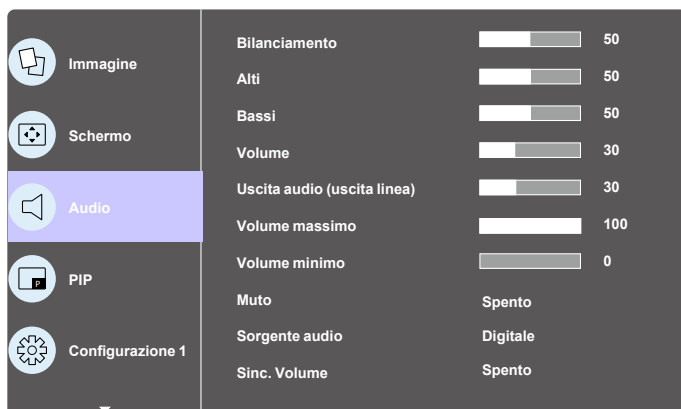 Immagine
Schermo
Audio
PIP
P
Configurazione 1
Bilanciamento 50
Alti 50
Bassi 50
Volume 30
Uscita audio (uscita linea) 30
Volume massimo 100
Volume minimo 0
Muto Spento
Sorgente audio Digitale
Sinc. Volume Spento